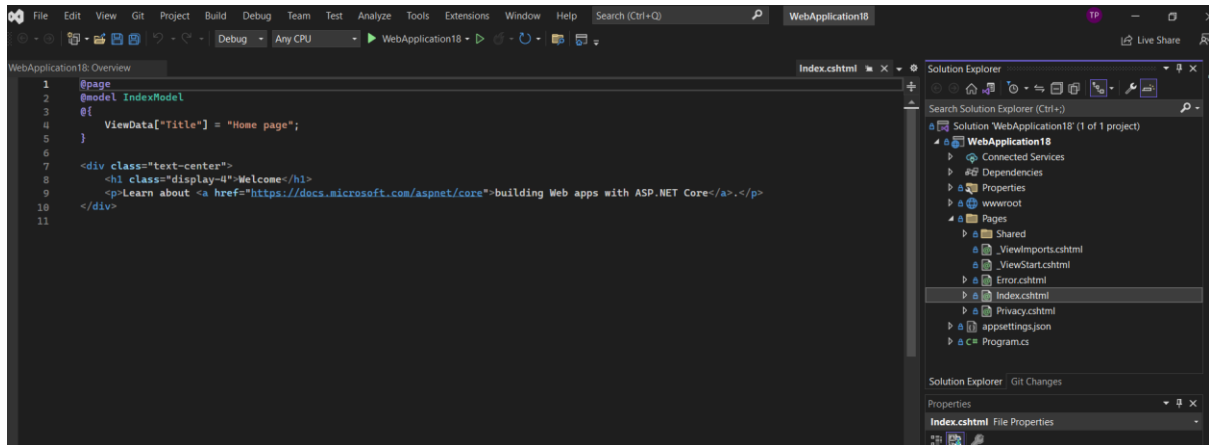 File Edit View Git Project Build Debug Team Test Analyze Tools Extensions Window Help Search (Ctrl+Q) WebApplication18 TP
Debug Any CPU WebApplication18 Live Share
WebApplication18: Overview Index.cshtml
1 @page
2 @model IndexModel
3 @{
4 ViewData["Title"] = "Home page";
5 }
6
7 <div class="text-center">
8 <h1 class="display-4">Welcome</h1>
9 <p>Learn about <a href="https://docs.microsoft.com/aspnet/core">building Web apps with ASP.NET Core</a>.</p>
10 </div>
11
Solution Explorer
Search Solution Explorer (Ctrl+;)
Solution 'WebApplication18' (1 of 1 project)
WebApplication18
Connected Services
Dependencies
Properties
wwwroot
Pages
Shared
_ViewImports.cshtml
_ViewStart.cshtml
Error.cshtml
Index.cshtml
Privacy.cshtml
appsettings.json
C# Program.cs
Solution Explorer Git Changes
Properties
Index.cshtml File Properties